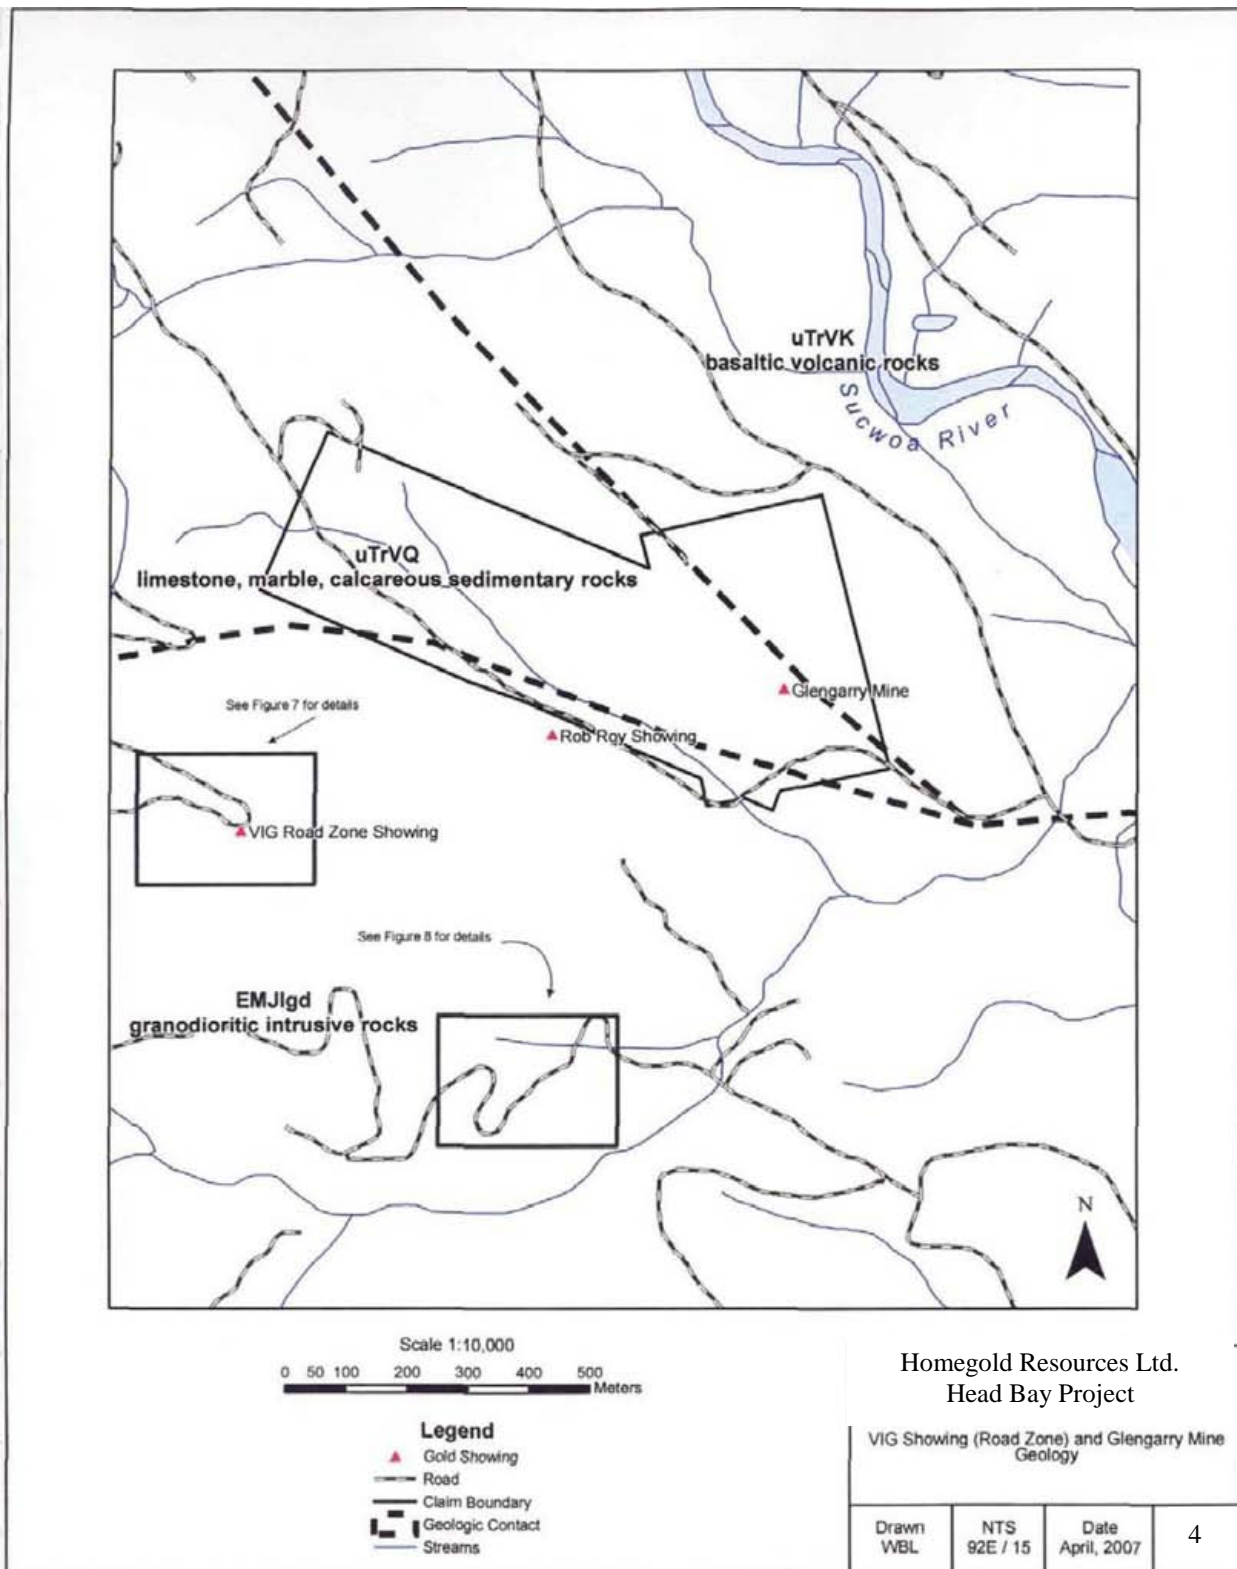 uTrVK
basaltic volcanic rocks
Sucwoa River
uTrVQ
limestone, marble, calcareous sedimentary rocks
Glengarry Mine
See Figure 7 for details
Rob Roy Showing
VIG Road Zone Showing
See Figure 8 for details
EMJIgd
granodioritic intrusive rocks
N
Scale 1:10,000
0 50 100 200 300 400 500
Meters
Legend
Gold Showing
Road
Claim Boundary
Geologic Contact
Streams
Homegold Resources Ltd.
Head Bay Project
VIG Showing (Road Zone) and Glengarry Mine
Geology
Drawn
WBL
NTS
92E / 15
Date
April, 2007
4